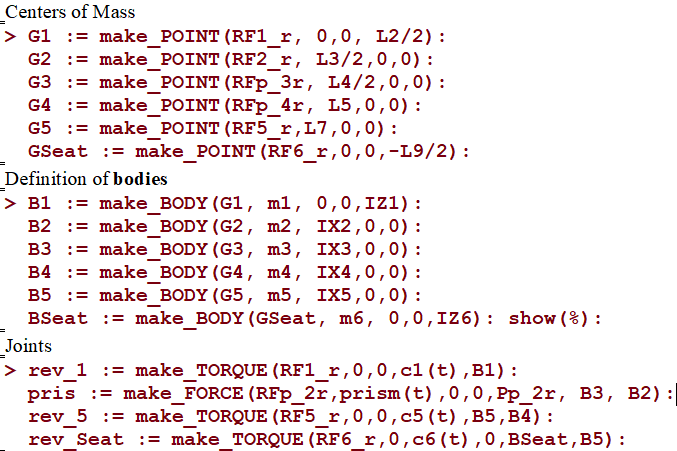 Centers of Mass
> G1 := make_POINT(RF1_r, 0,0, L2/2):
G2 := make_POINT(RF2_r, L3/2,0,0):
G3 := make_POINT(RFp_3r, L4/2,0,0):
G4 := make_POINT(RFp_4r, L5,0,0):
G5 := make_POINT(RF5_r,L7,0,0):
GSeat := make_POINT(RF6_r,0,0,-L9/2):
Definition of bodies
> B1 := make_BODY(G1, m1, 0,0,IZ1):
B2 := make_BODY(G2, m2, IX2,0,0):
B3 := make_BODY(G3, m3, IX3,0,0):
B4 := make_BODY(G4, m4, IX4,0,0):
B5 := make_BODY(G5, m5, IX5,0,0):
BSeat := make_BODY(GSeat, m6, 0,0,IZ6): show(%):
Joints
> rev_1 := make_TORQUE(RF1_r,0,0,c1(t),B1):
pris := make_FORCE(RFp_2r,prism(t),0,0,Pp_2r, B3, B2):
rev_5 := make_TORQUE(RF5_r,0,0,c5(t),B5,B4):
rev_Seat := make_TORQUE(RF6_r,0,c6(t),0,BSeat,B5):